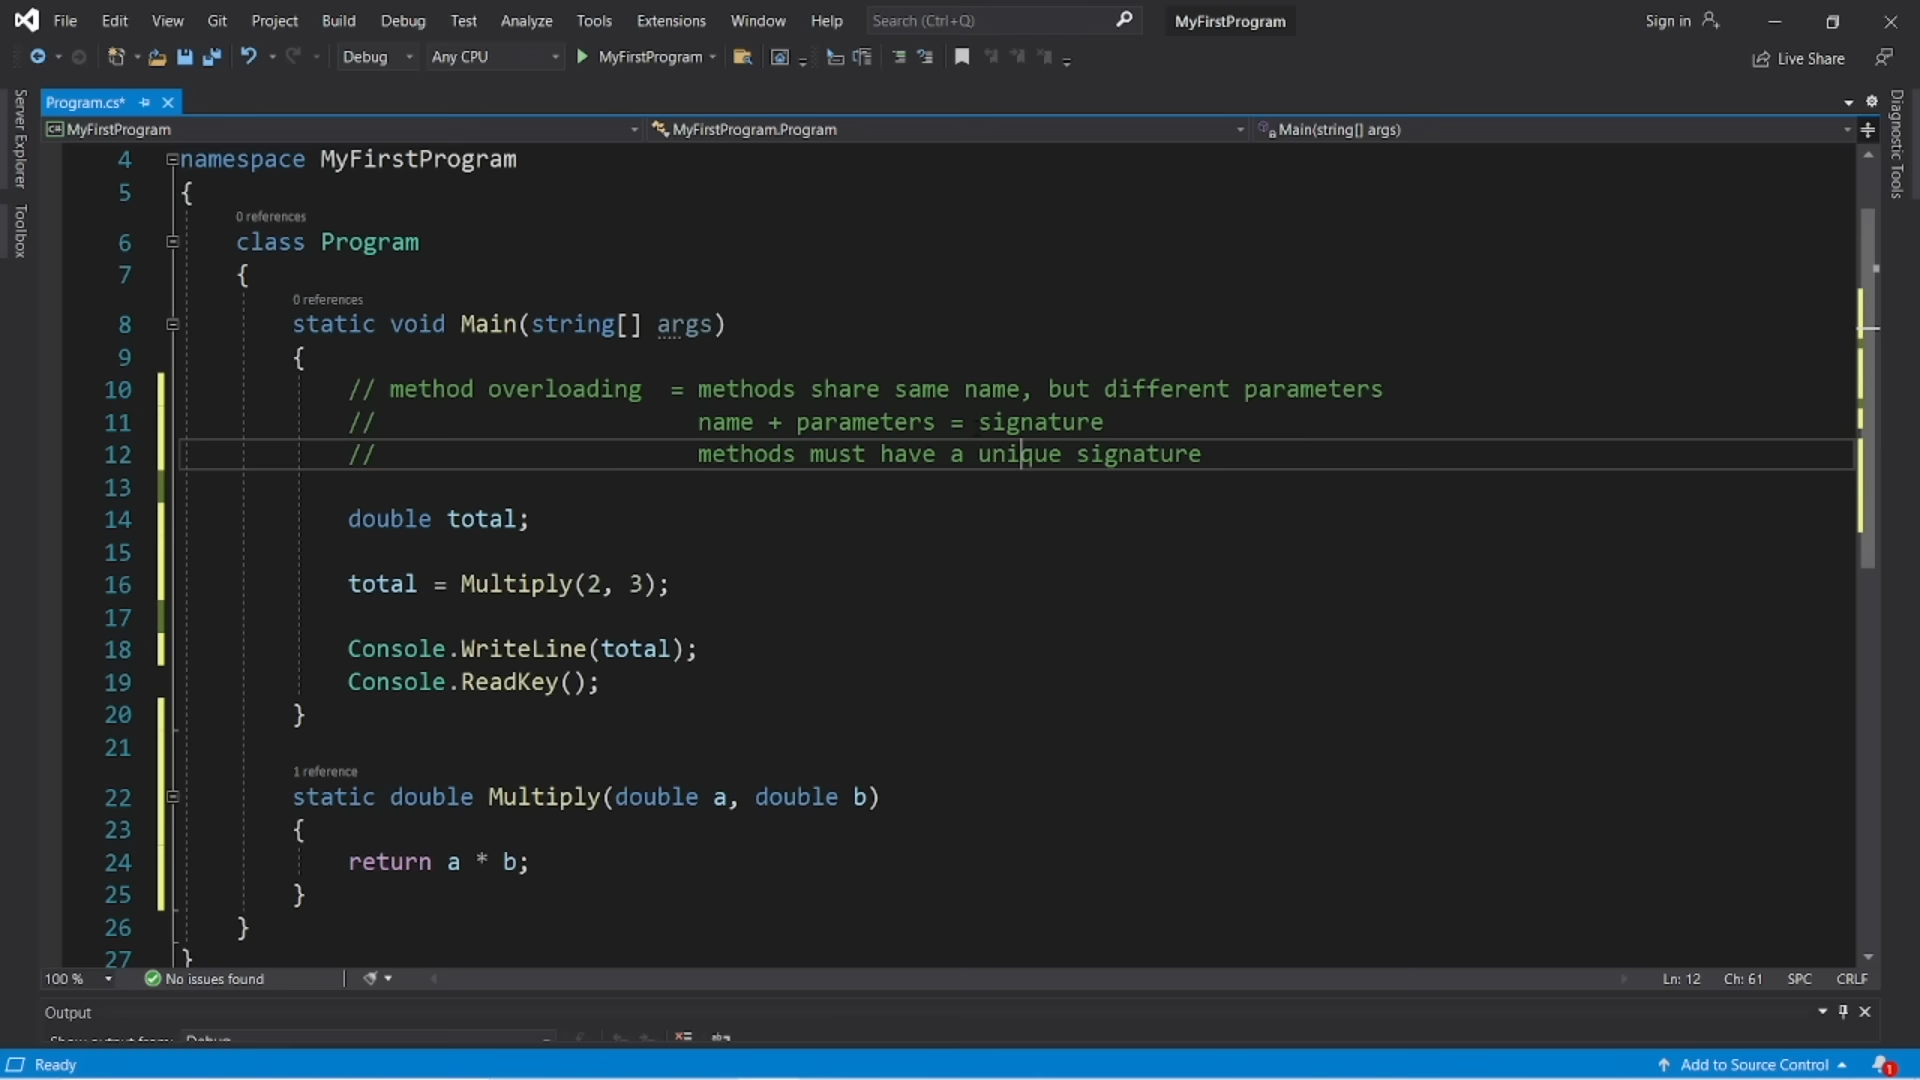 File Edit View Git Project Build Debug Test Analyze Tools Extensions Window Help Search (Ctrl+Q) MyFirstProgram Sign in
Debug Any CPU MyFirstProgram Live Share
Server Explorer
Toolbox
Program.cs*
C# MyFirstProgram MyFirstProgram.Program Main(string[] args)
4 namespace MyFirstProgram
5 {
0 references
6 class Program
7 {
0 references
8 static void Main(string[] args)
9 {
10 // method overloading = methods share same name, but different parameters
11 // name + parameters = signature
12 // methods must have a unique signature
13
14 double total;
15
16 total = Multiply(2, 3);
17
18 Console.WriteLine(total);
19 Console.ReadKey();
20 }
21
1 reference
22 static double Multiply(double a, double b)
23 {
24 return a * b;
25 }
26 }
27 }
Diagnostic Tools
100 % No issues found Ln: 12 Ch: 61 SPC CRLF
Output
Show output from: Debug
Ready Add to Source Control 1